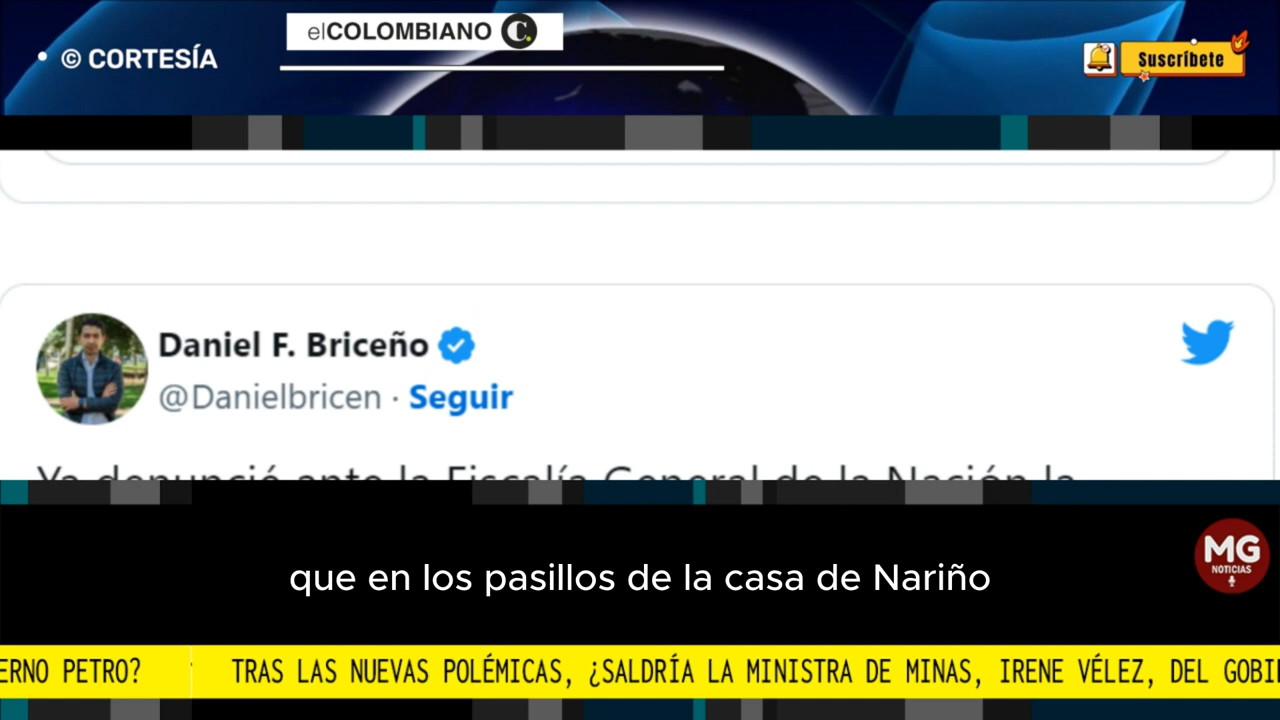 elCOLOMBIANO C.
• © CORTESÍA
Suscríbete
Daniel F. Briceño
@Danielbricen · Seguir
Ya denunció ante la Fiscalía General de la Nación la
que en los pasillos de la casa de Nariño
MG
NOTICIAS
ERNO PETRO? TRAS LAS NUEVAS POLÉMICAS, ¿SALDRÍA LA MINISTRA DE MINAS, IRENE VÉLEZ, DEL GOBI